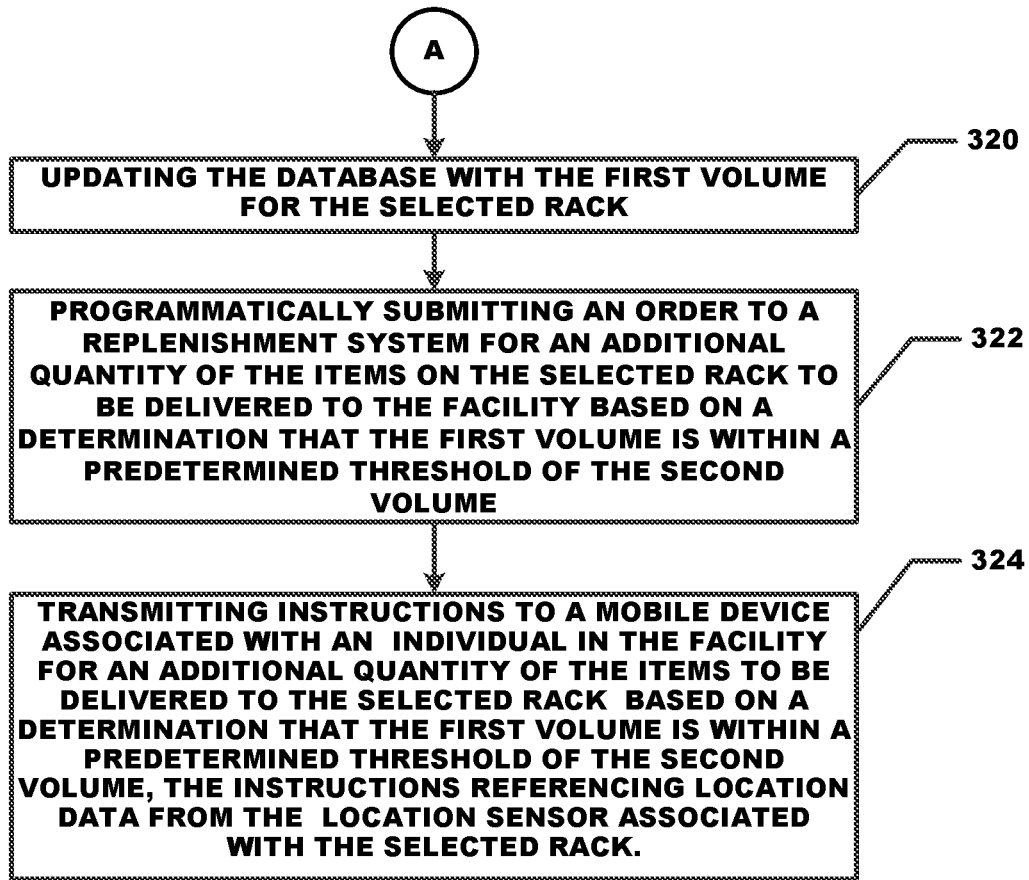 A
320
UPDATING THE DATABASE WITH THE FIRST VOLUME
FOR THE SELECTED RACK
322
PROGRAMMATICALLY SUBMITTING AN ORDER TO A
REPLENISHMENT SYSTEM FOR AN ADDITIONAL
QUANTITY OF THE ITEMS ON THE SELECTED RACK TO
BE DELIVERED TO THE FACILITY BASED ON A
DETERMINATION THAT THE FIRST VOLUME IS WITHIN A
PREDETERMINED THRESHOLD OF THE SECOND
VOLUME
324
TRANSMITTING INSTRUCTIONS TO A MOBILE DEVICE
ASSOCIATED WITH AN INDIVIDUAL IN THE FACILITY
FOR AN ADDITIONAL QUANTITY OF THE ITEMS TO BE
DELIVERED TO THE SELECTED RACK BASED ON A
DETERMINATION THAT THE FIRST VOLUME IS WITHIN A
PREDETERMINED THRESHOLD OF THE SECOND
VOLUME, THE INSTRUCTIONS REFERENCING LOCATION
DATA FROM THE LOCATION SENSOR ASSOCIATED
WITH THE SELECTED RACK.